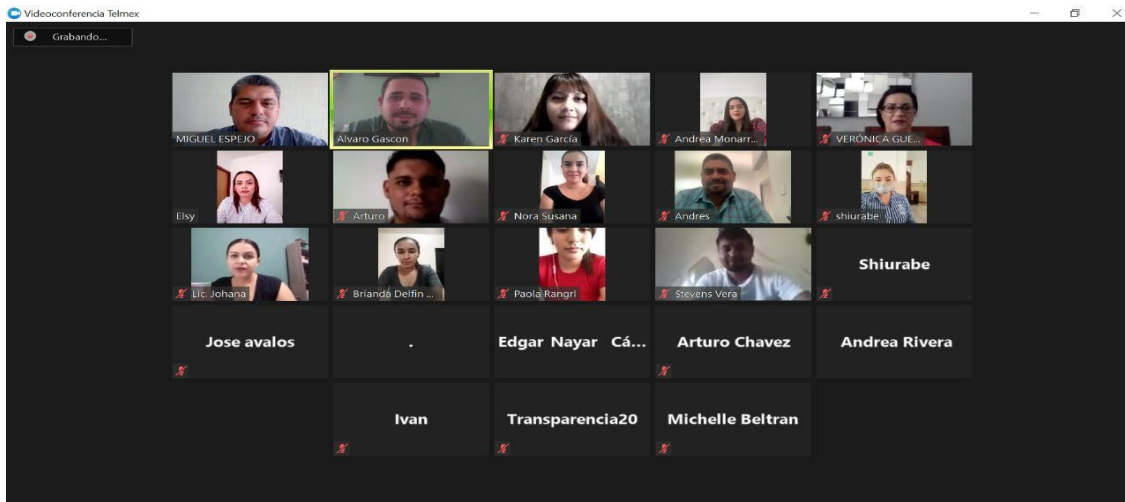 Videoconferencia Telmex
Grabando...
MIGUEL ESPEJO
Alvaro Gascon
Karen García
Andrea Monarr...
VERÓNICA GUE...
Elsy
Arturo
Nora Susana
Andres
shiurabe
Lic. Johana
Brianda Delfin ...
Paola Rangrl
Stevens Vera
Shiurabe
Jose avalos
.
Edgar Nayar Cá...
Arturo Chavez
Andrea Rivera
Ivan
Transparencia20
Michelle Beltran